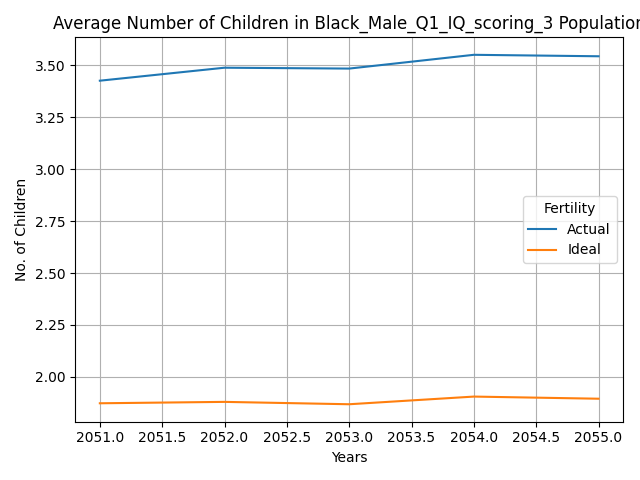 Average Number of Children in Black_Male_Q1_IQ_scoring_3 Population
3.50
3.25
3.00
2.75
2.50
2.25
2.00
No. of Children
Fertility
Actual
Ideal
2051.0 2051.5 2052.0 2052.5 2053.0 2053.5 2054.0 2054.5 2055.0
Years